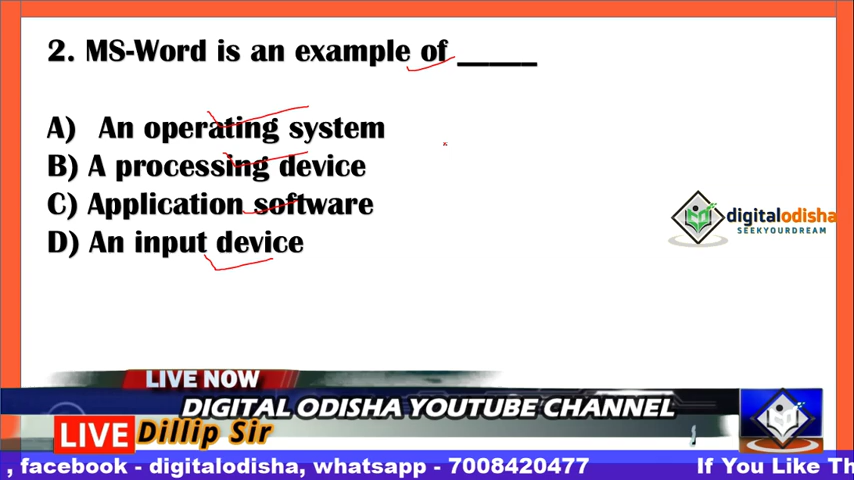 2. MS-Word is an example of _____
A) An operating system
B) A processing device
C) Application software
D) An input device
digitalodisha
SEEKYOURDREAM
LIVE NOW
DIGITAL ODISHA YOUTUBE CHANNEL
LIVE Dillip Sir
, facebook - digitalodisha, whatsapp - 7008420477 If You Like Th